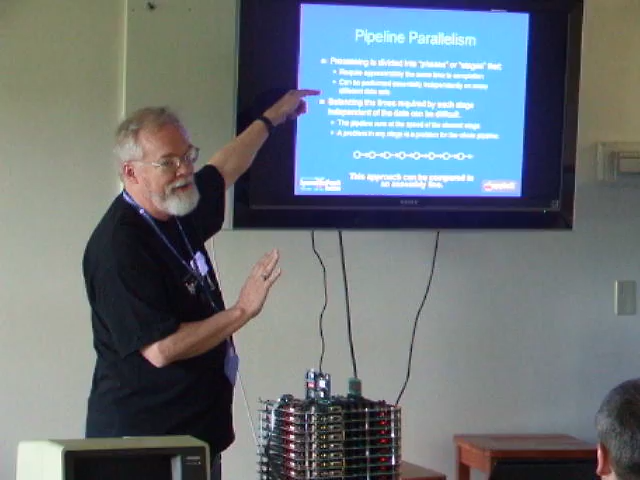 Pipeline Parallelism
Processing is divided into "phases" or "stages" that:
Require approximately the same time to completion
Can be performed essentially independently on many
different data sets
Balancing the times required by each stage
independent of the data can be difficult.
The pipeline runs at the speed of the slowest stage
A problem in any stage is a problem for the whole pipeline.
This approach can be compared to
an assembly line.
SONY